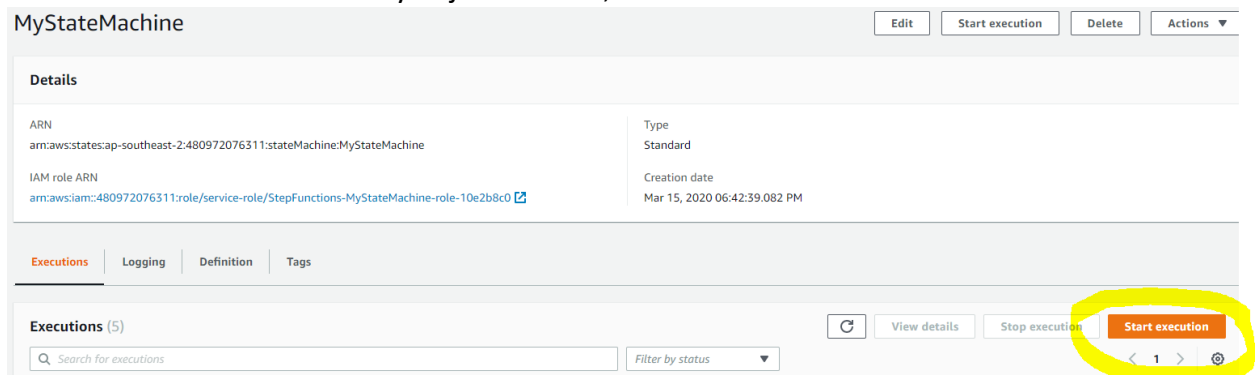 MyStateMachine
Edit Start execution Delete Actions
Details
ARN
arn:aws:states:ap-southeast-2:480972076311:stateMachine:MyStateMachine
Type
Standard
IAM role ARN
arn:aws:iam::480972076311:role/service-role/StepFunctions-MyStateMachine-role-10e2b8c0
Creation date
Mar 15, 2020 06:42:39.082 PM
Executions Logging Definition Tags
Executions (5)
View details Stop execution Start execution
Search for executions
Filter by status
1